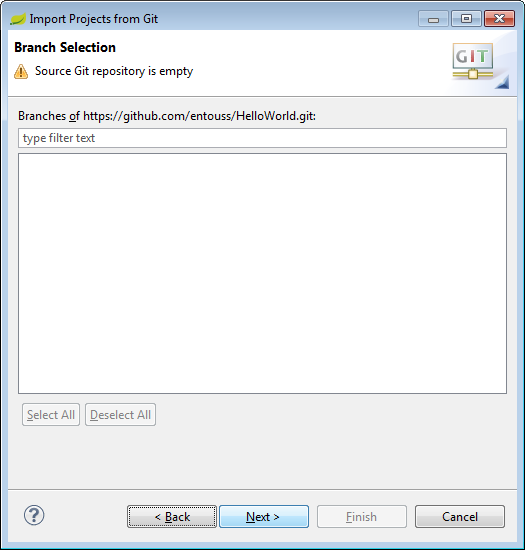 Import Projects from Git
Branch Selection
Source Git repository is empty
GIT
Branches of https://github.com/entouss/HelloWorld.git:
type filter text
Select All Deselect All
? < Back Next > Finish Cancel